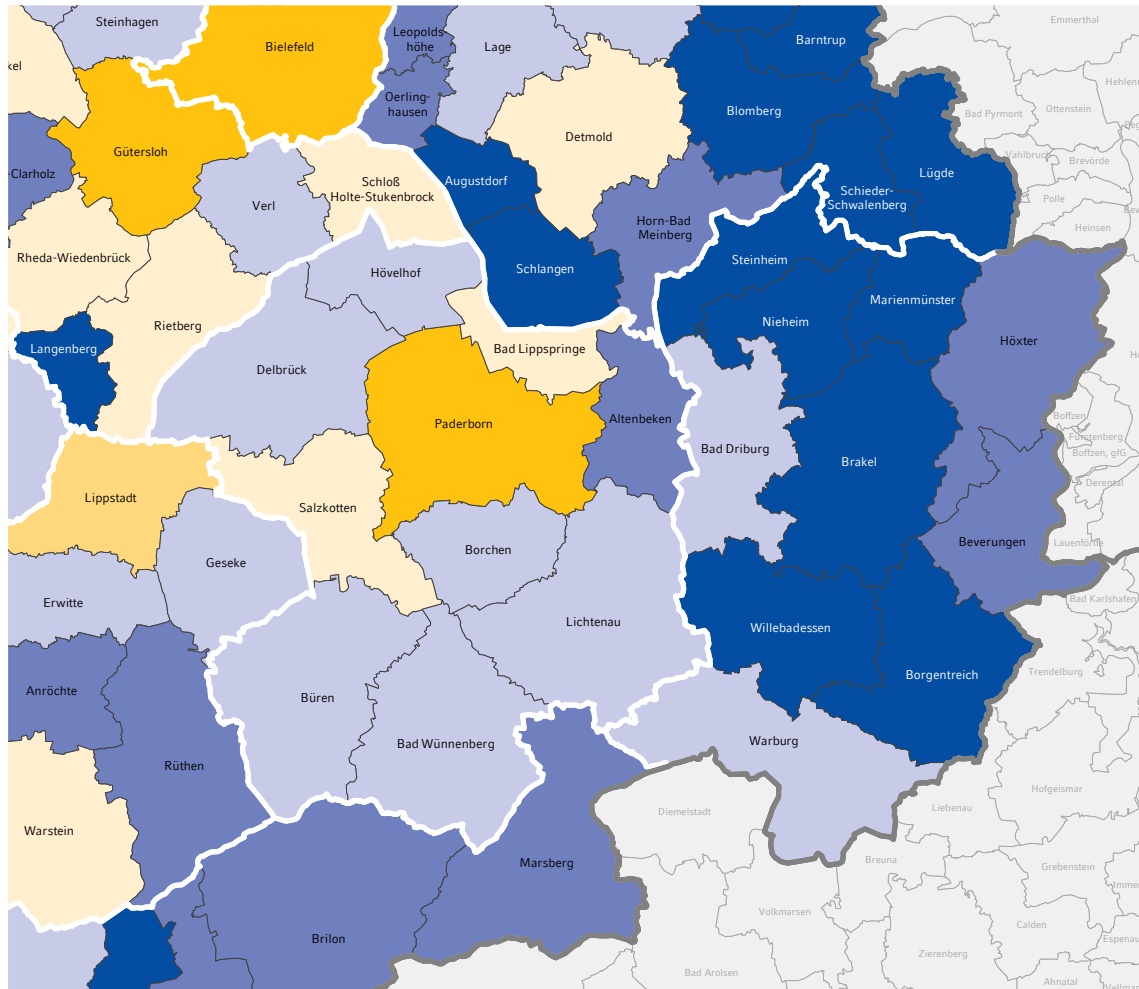 Steinhagen
Bielefeld
Leopolds
höhe
Lage
Barntrup
Emmerthal
kel
Oerling-
hausen
Blomberg
Bad Pyrmont
Ottenstein
Gütersloh
Detmold
Vahlbruch
Brevörde
-Clarholz
Augustdorf
Lügde
Schloß
Holte-Stukenbrock
Schieder-
Schwalenberg
Polle
Verl
Horn-Bad
Meinberg
Heinsen
Rheda-Wiedenbrück
Hövelhof
Schlangen
Steinheim
Marienmünster
Rietberg
Nieheim
Langenberg
Bad Lippspringe
Höxter
Delbrück
Paderborn
Altenbeken
Boffzen
Fürstenberg
Bad Driburg
Boffzen, gfG
Brakel
Derental
Lippstadt
Salzkotten
Beverungen
Lauenförde
Borchen
Geseke
Erwitte
Bad Karlshafen
Lichtenau
Willebadessen
Trendelburg
Borgentreich
Anröchte
Büren
Bad Wünnenberg
Warburg
Rüthen
Hofgeismar
Diemelstadt
Liebenau
Warstein
Marsberg
Breuna
Grebenstein
Volkmarsen
Calden
Brilon
Espenau
Zierenberg
Bad Arolsen
Ahnatal